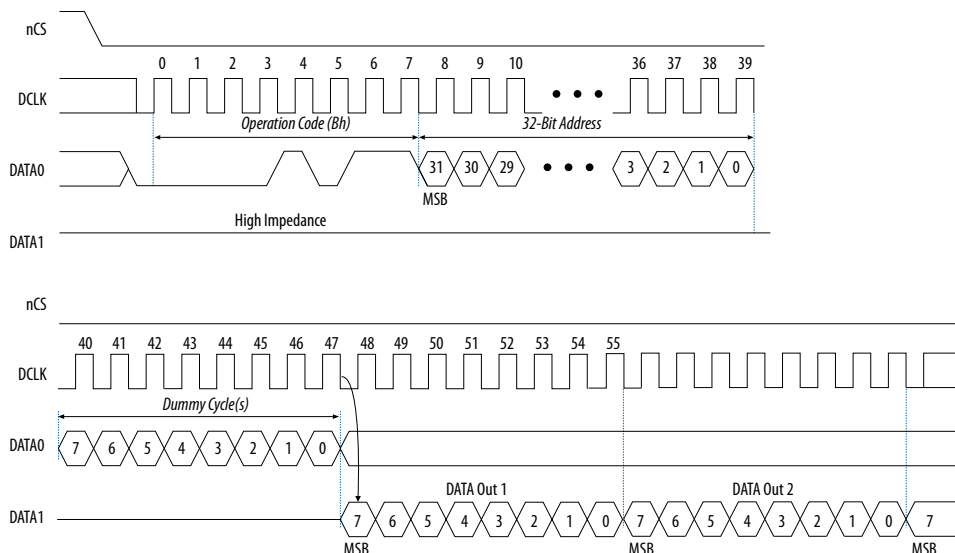 nCS
0 1 2 3 4 5 6 7 8 9 10 36 37 38 39
DCLK
Operation Code (Bh) 32-Bit Address
DATA0 31 30 29 3 2 1 0
MSB
High Impedance
DATA1
nCS
40 41 42 43 44 45 46 47 48 49 50 51 52 53 54 55
DCLK
Dummy Cycle(s)
DATA0 7 6 5 4 3 2 1 0
DATA Out 1 DATA Out 2
DATA1 7 6 5 4 3 2 1 0 7 6 5 4 3 2 1 0 7
MSB MSB MSB